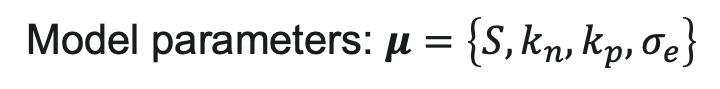 Model parameters: 𝝁 = {𝑆, 𝑘ₙ, 𝑘ₚ, 𝜎ₑ}